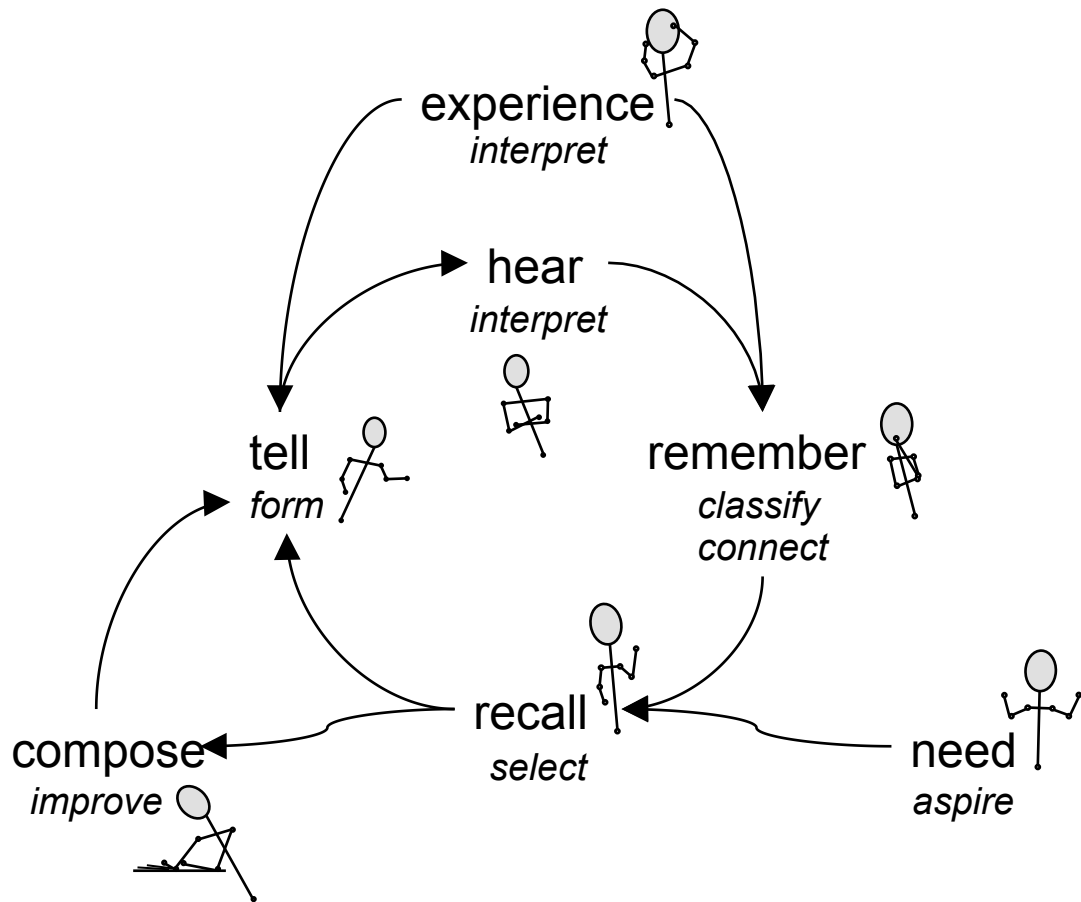 experience
interpret
hear
interpret
tell
form
remember
classify
connect
recall
select
compose
improve
need
aspire